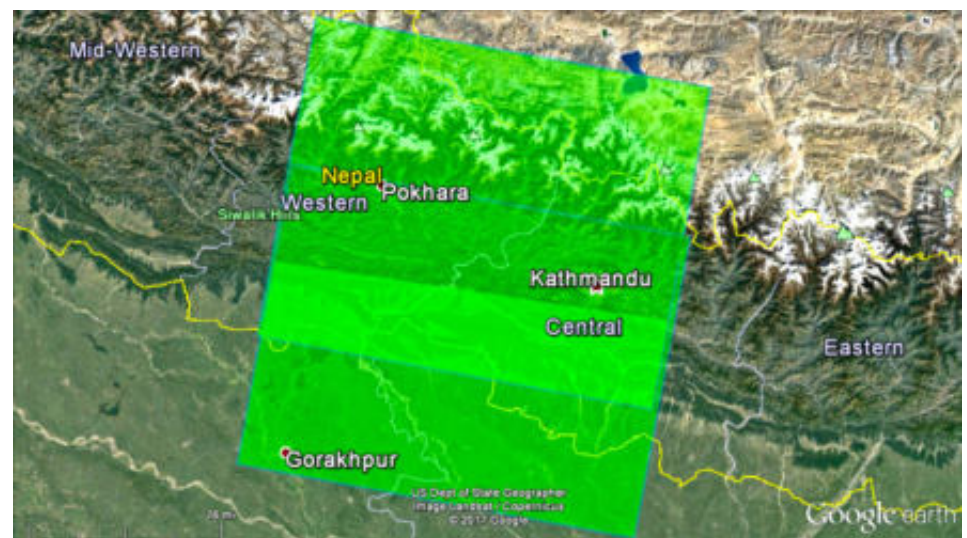 Mid-Western
Nepal
Pokhara
Western
Siwalik Hills
Kathmandu
Central
Eastern
Gorakhpur
US Dept of State Geographer
Image Landsat - Copernicus
© 2017 Google
Google earth